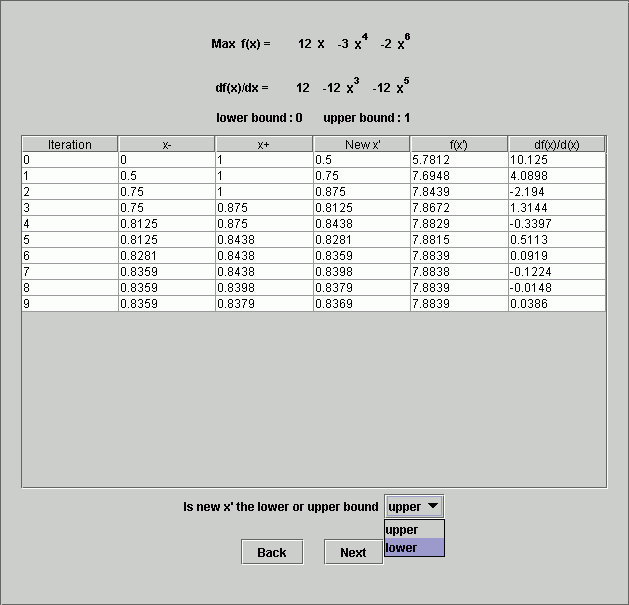 Max f(x) = 12 x -3 x^4 -2 x^6
df(x)/dx = 12 -12 x^3 -12 x^5
lower bound : 0 upper bound : 1
Iteration x- x+ New x' f(x') df(x)/d(x)
0 0 1 0.5 5.7812 10.125
1 0.5 1 0.75 7.6948 4.0898
2 0.75 1 0.875 7.8439 -2.194
3 0.75 0.875 0.8125 7.8672 1.3144
4 0.8125 0.875 0.8438 7.8829 -0.3397
5 0.8125 0.8438 0.8281 7.8815 0.5113
6 0.8281 0.8438 0.8359 7.8839 0.0919
7 0.8359 0.8438 0.8398 7.8838 -0.1224
8 0.8359 0.8398 0.8379 7.8839 -0.0148
9 0.8359 0.8379 0.8369 7.8839 0.0386
Is new x' the lower or upper bound upper
upper
lower
Back Next